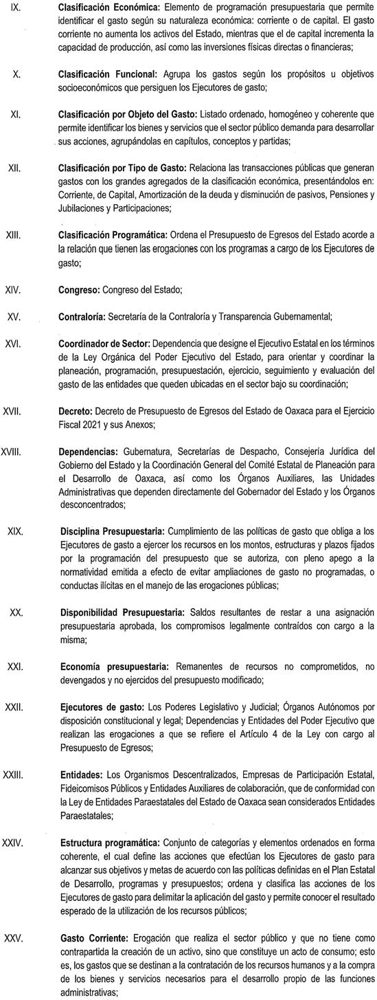 IX. Clasificación Económica: Elemento de programación presupuestaria que permite
identificar el gasto según su naturaleza económica: corriente o de capital. El gasto
corriente no aumenta los activos del Estado, mientras que el de capital incrementa la
capacidad de producción, así como las inversiones físicas directas o financieras;
X. Clasificación Funcional: Agrupa los gastos según los propósitos u objetivos
socioeconómicos que persiguen los Ejecutores de gasto;
XI. Clasificación por Objeto del Gasto: Listado ordenado, homogéneo y coherente que
permite identificar los bienes y servicios que el sector público demanda para desarrollar
sus acciones, agrupándolas en capítulos, conceptos y partidas;
XII. Clasificación por Tipo de Gasto: Relaciona las transacciones públicas que generan
gastos con los grandes agregados de la clasificación económica, presentándolos en:
Corriente, de Capital, Amortización de la deuda y disminución de pasivos, Pensiones y
Jubilaciones y Participaciones;
XIII. Clasificación Programática: Ordena el Presupuesto de Egresos del Estado acorde a
la relación que tienen las erogaciones con los programas a cargo de los Ejecutores de
gasto;
XIV. Congreso: Congreso del Estado;
XV. Contraloría: Secretaría de la Contraloría y Transparencia Gubernamental;
XVI. Coordinador de Sector: Dependencia que designe el Ejecutivo Estatal en los términos
de la Ley Orgánica del Poder Ejecutivo del Estado, para orientar y coordinar la
planeación, programación, presupuestación, ejercicio, seguimiento y evaluación del
gasto de las entidades que queden ubicadas en el sector bajo su coordinación;
XVII. Decreto: Decreto de Presupuesto de Egresos del Estado de Oaxaca para el Ejercicio
Fiscal 2021 y sus Anexos;
XVIII. Dependencias: Gubernatura, Secretarías de Despacho, Consejería Jurídica del
Gobierno del Estado y la Coordinación General del Comité Estatal de Planeación para
el Desarrollo de Oaxaca, así como los Órganos Auxiliares, las Unidades
Administrativas que dependen directamente del Gobernador del Estado y los Órganos
desconcentrados;
XIX. Disciplina Presupuestaria: Cumplimiento de las políticas de gasto que obliga a los
Ejecutores de gasto a ejercer los recursos en los montos, estructuras y plazos fijados
por la programación del presupuesto que se autoriza, con pleno apego a la
normatividad emitida a efecto de evitar ampliaciones de gasto no programadas, o
conductas ilícitas en el manejo de las erogaciones públicas;
XX. Disponibilidad Presupuestaria: Saldos resultantes de restar a una asignación
presupuestaria aprobada, los compromisos legalmente contraídos con cargo a la
misma;
XXI. Economía presupuestaria: Remanentes de recursos no comprometidos, no
devengados y no ejercidos del presupuesto modificado;
XXII. Ejecutores de gasto: Los Poderes Legislativo y Judicial; Órganos Autónomos por
disposición constitucional y legal; Dependencias y Entidades del Poder Ejecutivo que
realizan las erogaciones a que se refiere el Artículo 4 de la Ley con cargo al
Presupuesto de Egresos;
XXIII. Entidades: Los Organismos Descentralizados, Empresas de Participación Estatal,
Fideicomisos Públicos y Entidades Auxiliares de colaboración, que de conformidad con
la Ley de Entidades Paraestatales del Estado de Oaxaca sean considerados Entidades
Paraestatales;
XXIV. Estructura programática: Conjunto de categorías y elementos ordenados en forma
coherente, el cual define las acciones que efectúan los Ejecutores de gasto para
alcanzar sus objetivos y metas de acuerdo con las políticas definidas en el Plan Estatal
de Desarrollo, programas y presupuestos; ordena y clasifica las acciones de los
Ejecutores de gasto para delimitar la aplicación del gasto y permite conocer el resultado
esperado de la utilización de los recursos públicos;
XXV. Gasto Corriente: Erogación que realiza el sector público y que no tiene como
contrapartida la creación de un activo, sino que constituye un acto de consumo; esto
es, los gastos que se destinan a la contratación de los recursos humanos y a la compra
de los bienes y servicios necesarios para el desarrollo propio de las funciones
administrativas;